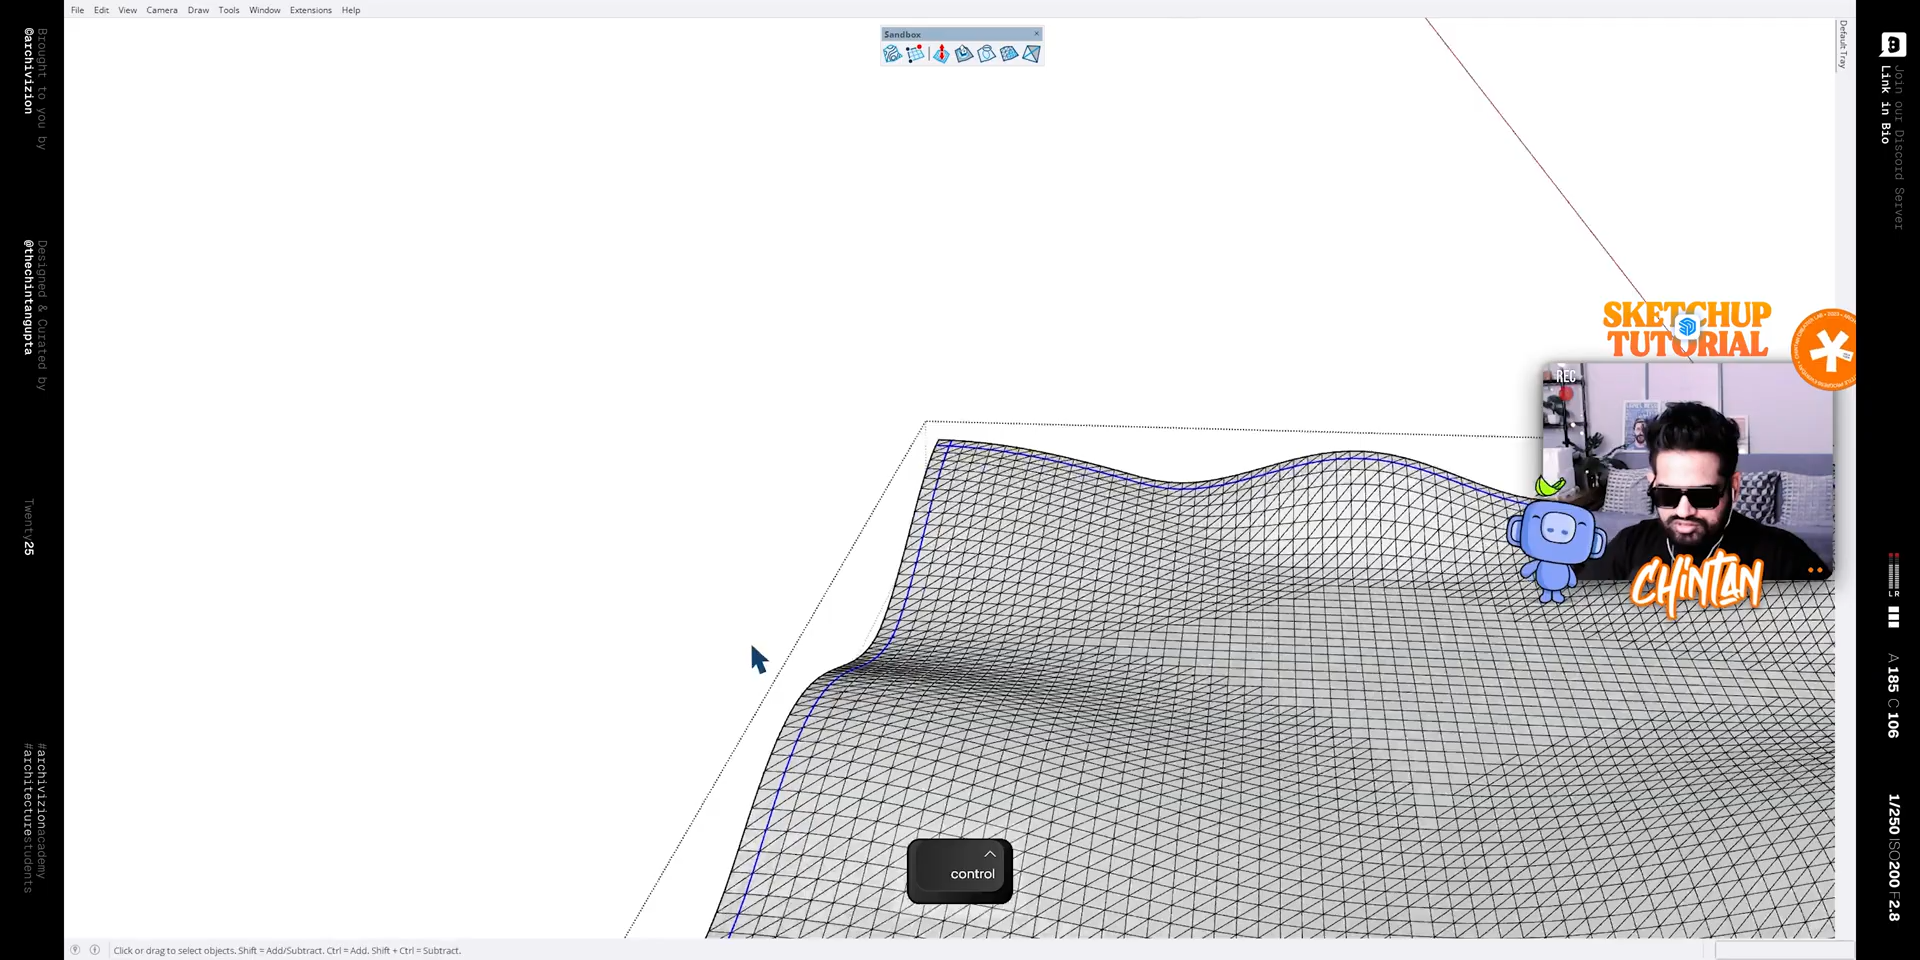 File Edit View Camera Draw Tools Window Extensions Help
Sandbox
Default Tray
Brought to you by
@archivizion
Designed & Curated by
@thechintangupta
Twenty25
#archivizionacademy
#architecturestudents
Join our Discord Server
Link in Bio
SKETCHUP
TUTORIAL
REC
CHINTAN
control
L R
A 185 C 106
1/250 ISO200 F2.8
Click or drag to select objects. Shift = Add/Subtract. Ctrl = Add. Shift + Ctrl = Subtract.